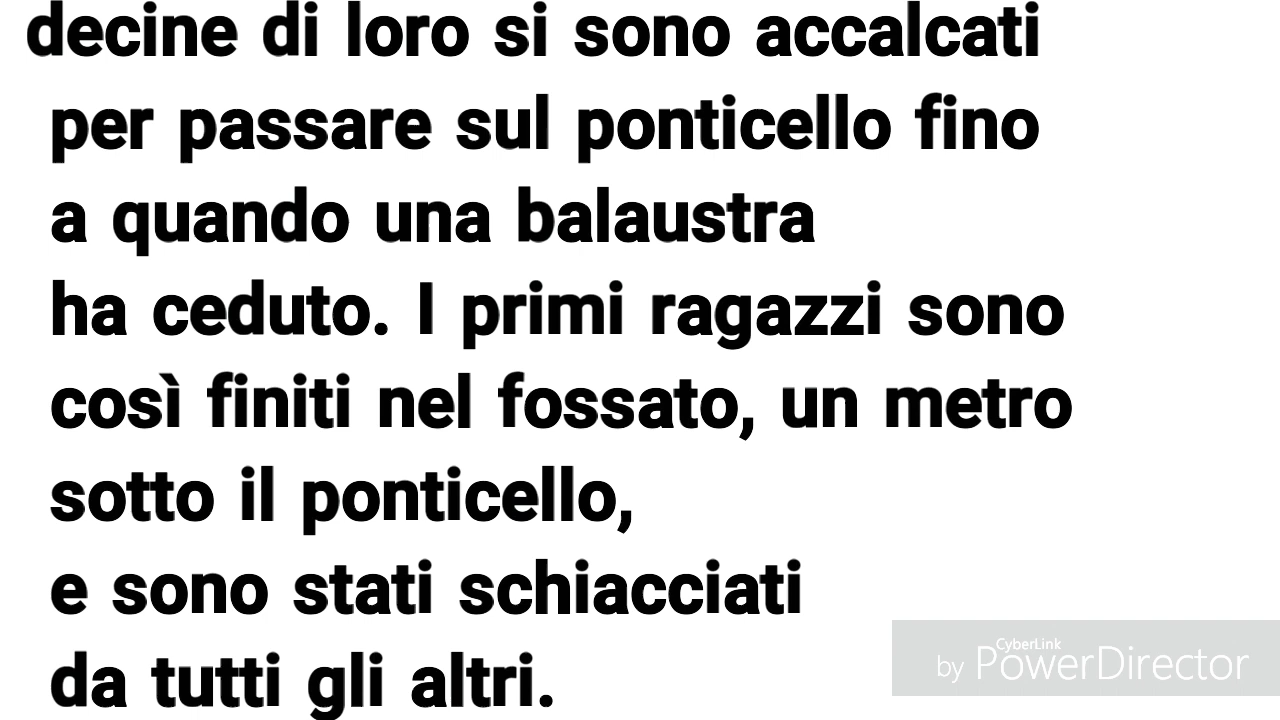 decine di loro si sono accalcati
per passare sul ponticello fino
a quando una balaustra
ha ceduto. I primi ragazzi sono
così finiti nel fossato, un metro
sotto il ponticello,
e sono stati schiacciati
da tutti gli altri.
CyberLink
by PowerDirector